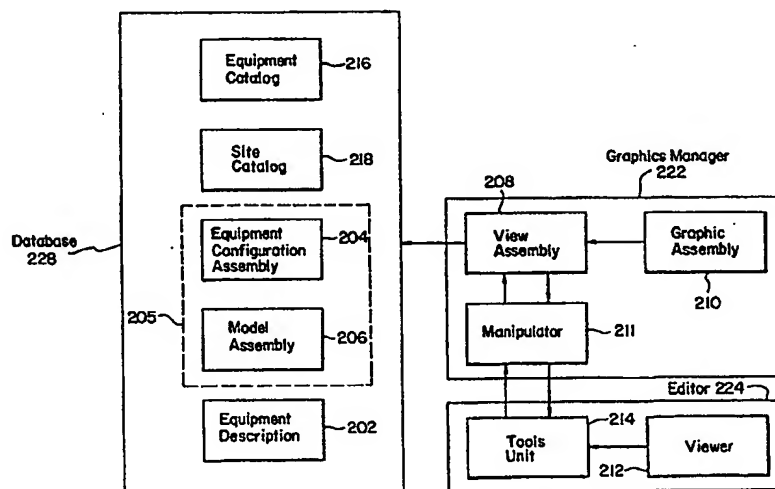 Equipment
Catalog
216
Site
Catalog
218
Graphics Manager
222
208
Database
228
Equipment
Configuration
Assembly
204
View
Assembly
Graphic
Assembly
210
205
Model
Assembly
206
Manipulator
211
Editor 224
Equipment
Description
202
214
Tools
Unit
Viewer
212